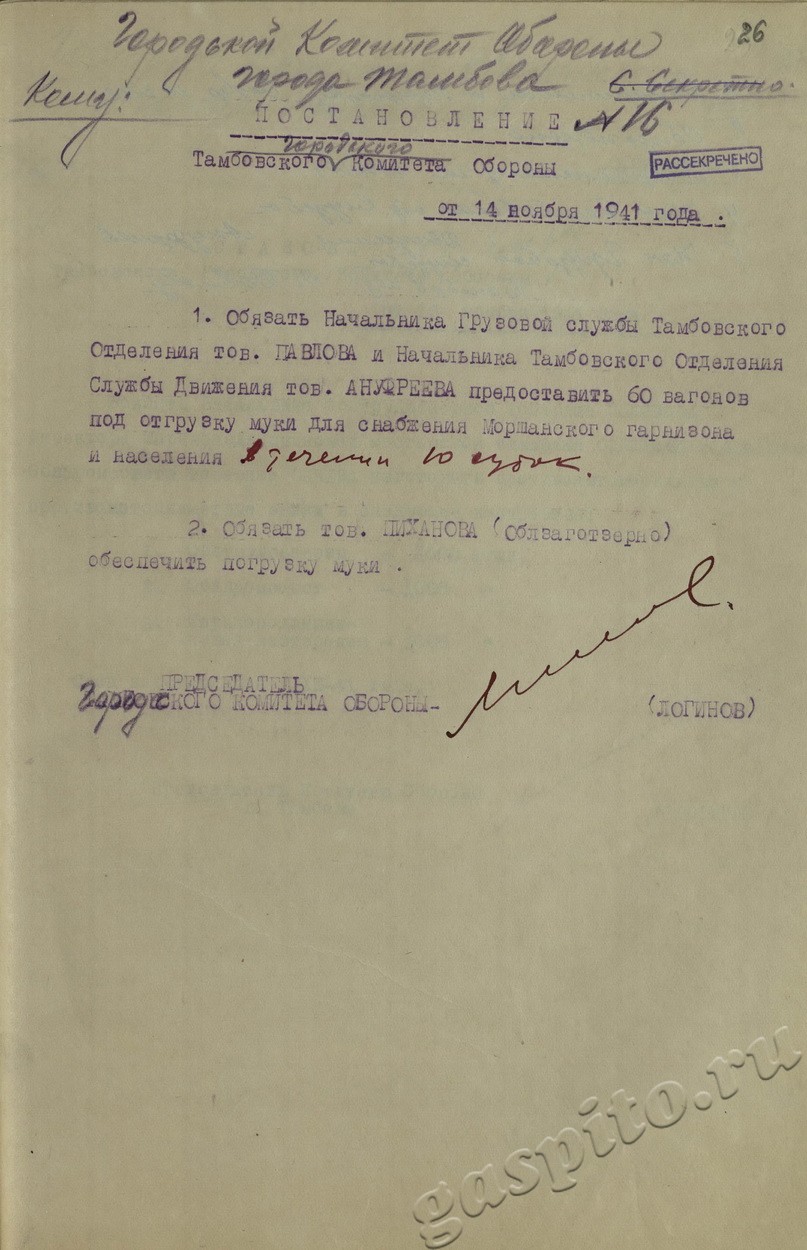 26
Городской Комитет Обороны
города Тамбова
С. Секретно.
Кому:
ПОСТАНОВЛЕНИЕ № 16
городского
Тамбовского Комитета Обороны
РАССЕКРЕЧЕНО
от 14 ноября 1941 года.
1. Обязать Начальника Грузовой службы Тамбовского
Отделения тов. ПАВЛОВА и Начальника Тамбовского Отделения
Службы Движения тов. АНУФРЕЕВА предоставить 60 вагонов
под отгрузку муки для снабжения Моршанского гарнизона
и населения в течении 10 суток.
2. Обязать тов. ПИХАНОВА (Облзаготзерно)
обеспечить погрузку муки .
ПРЕДСЕДАТЕЛЬ
Городского КОМИТЕТА ОБОРОНЫ- (ЛОГИНОВ)
gaspito.ru